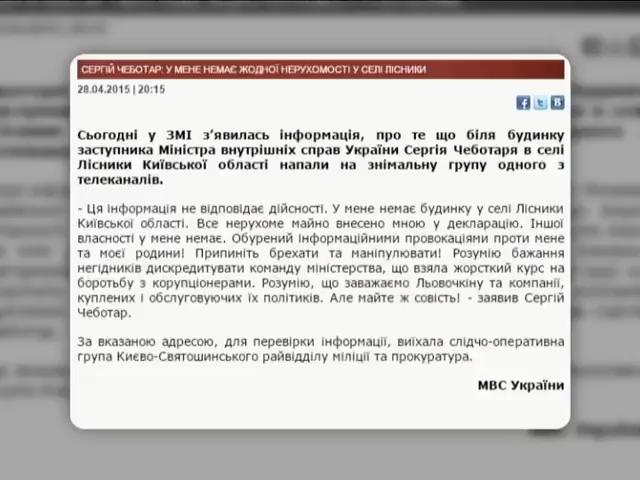 СЕРГІЙ ЧЕБОТАР: У МЕНЕ НЕМАЄ ЖОДНОЇ НЕРУХОМОСТІ У СЕЛІ ЛІСНИКИ
28.04.2015 | 20:15
Сьогодні у ЗМІ з’явилась інформація, про те що біля будинку
заступника Міністра внутрішніх справ України Сергія Чеботаря в селі
Лісники Київської області напали на знімальну групу одного з
телеканалів.
- Ця інформація не відповідає дійсності. У мене немає будинку у селі Лісники
Київської області. Все нерухоме майно внесено мною у декларацію. Іншої
власності у мене немає. Обурений інформаційними провокаціями проти мене
та моєї родини! Припиніть брехати та маніпулювати! Розумію бажання
негідників дискредитувати команду міністерства, що взяла жорсткий курс на
боротьбу з корупціонерами. Розумію, що заважаємо Льовочкіну та компанії,
куплених і обслуговуючих їх політиків. Але майте ж совість! - заявив Сергій
Чеботар.
За вказаною адресою, для перевірки інформації, виїхала слідчо-оперативна
група Києво-Святошинського райвідділу міліції та прокуратура.
МВС України